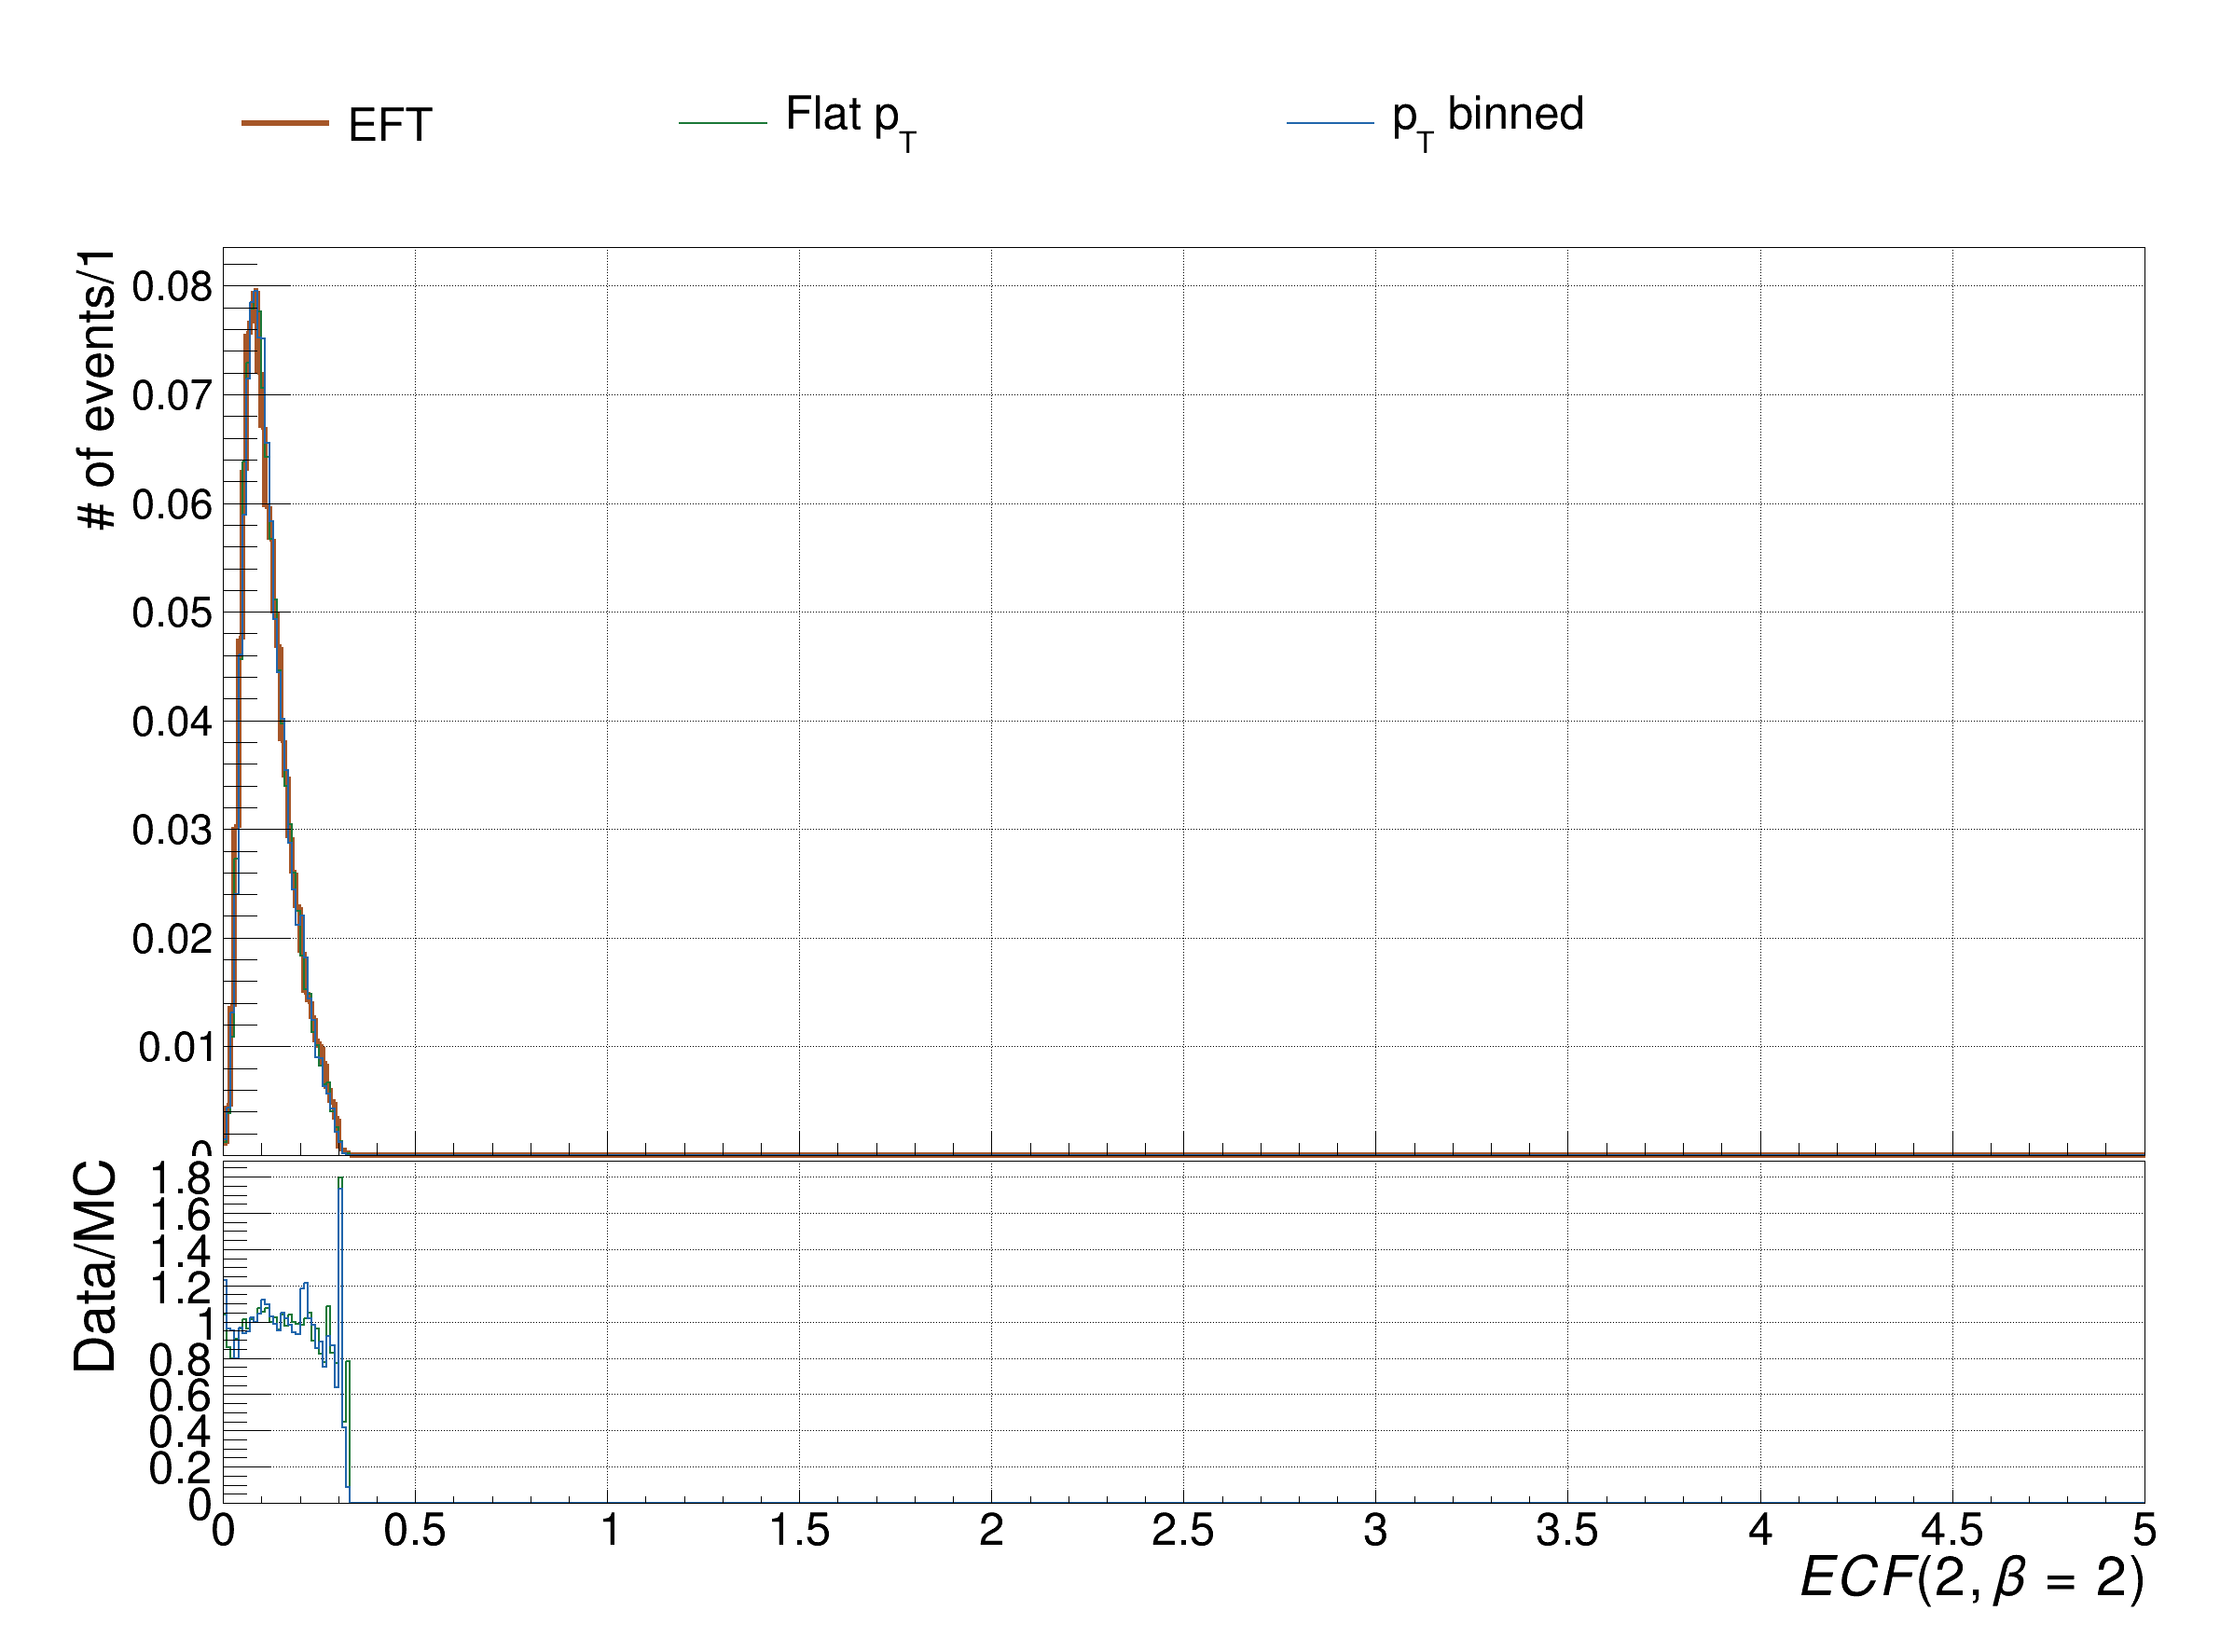 EFT
Flat pT
pT binned
# of events/1
0.08
0.07
0.06
0.05
0.04
0.03
0.02
0.01
0
Data/MC
1.8
1.6
1.4
1.2
1
0.8
0.6
0.4
0.2
0
0 0.5 1 1.5 2 2.5 3 3.5 4 4.5 5
ECF(2, β = 2)